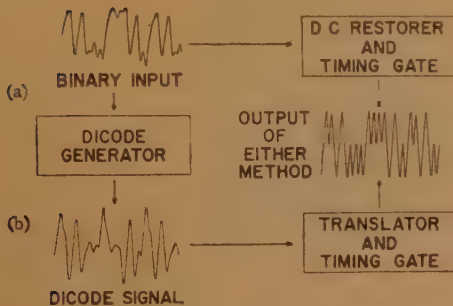 D C RESTORER
AND
TIMING GATE
BINARY INPUT
(a)
DICODE
GENERATOR
OUTPUT
OF
EITHER
METHOD
(b)
TRANSLATOR
AND
TIMING GATE
DICODE SIGNAL